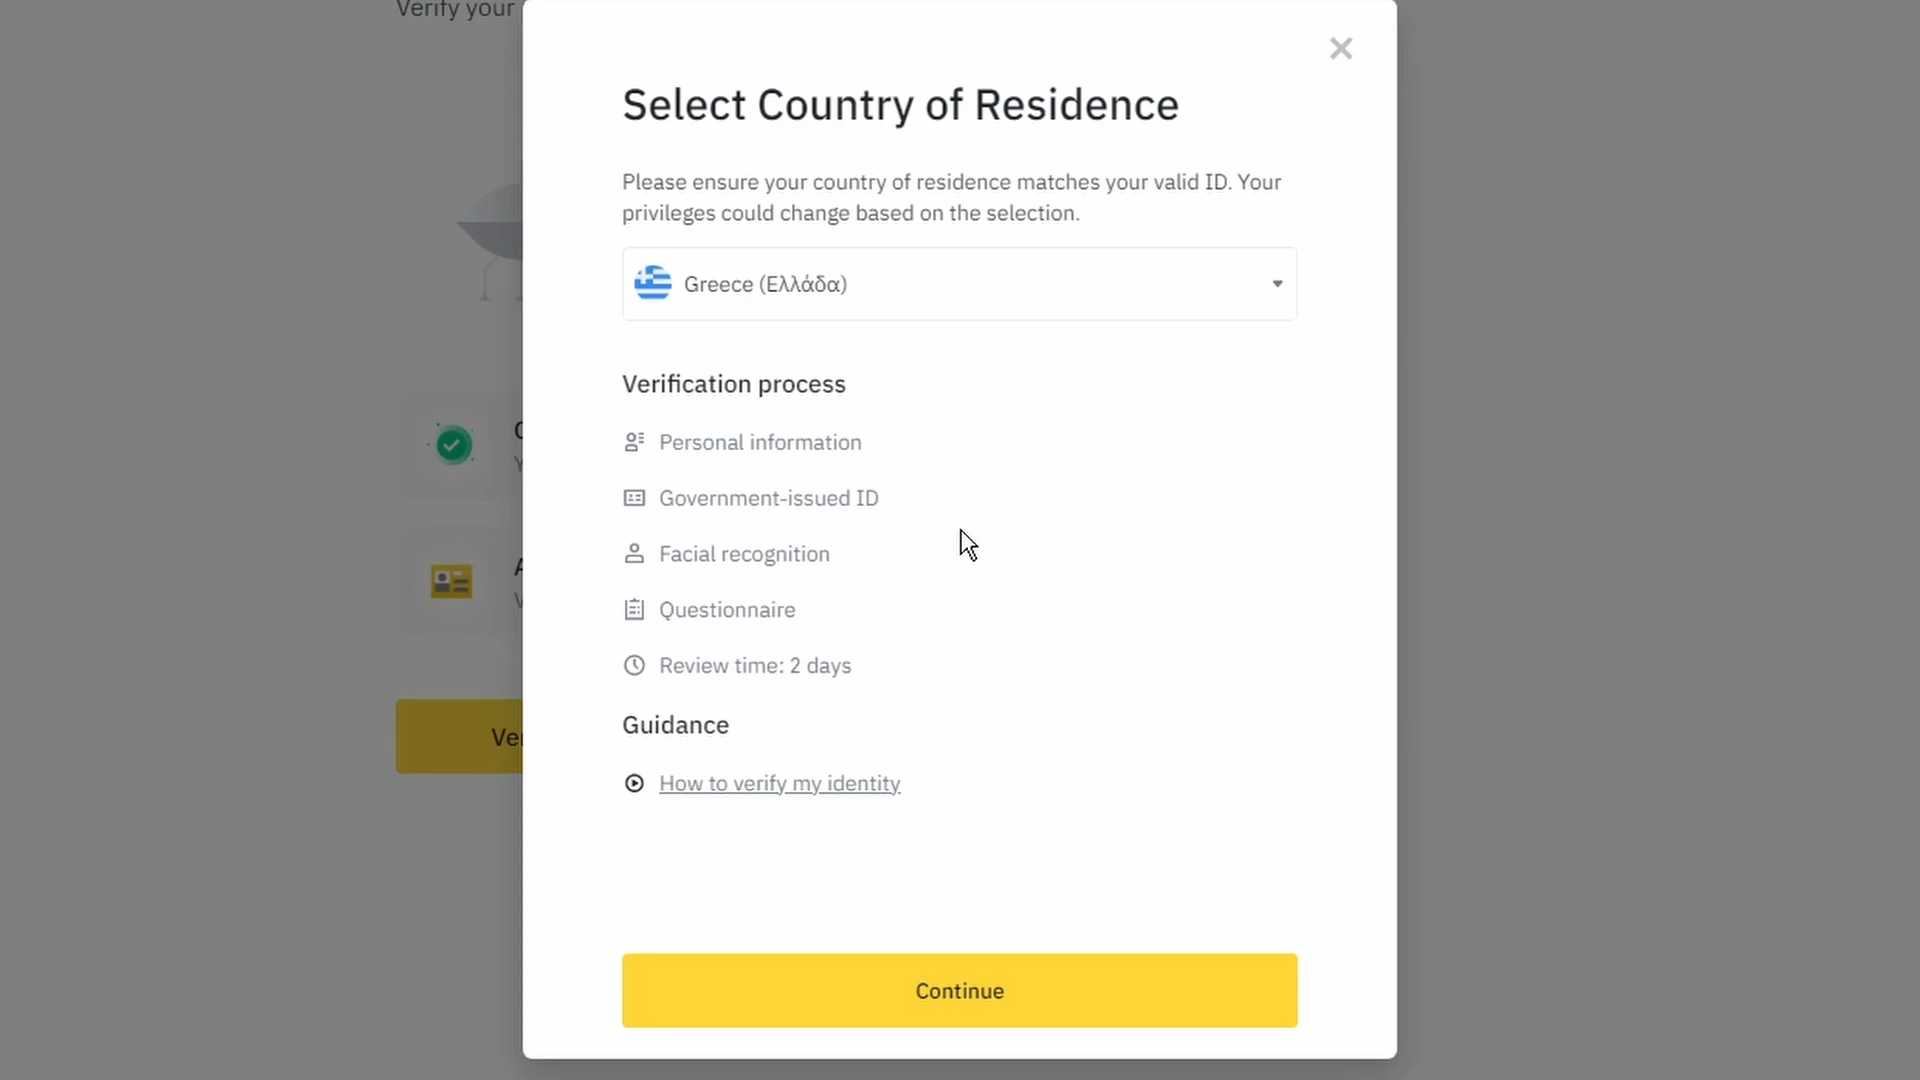 Verify your
Select Country of Residence
Please ensure your country of residence matches your valid ID. Your
privileges could change based on the selection.
Greece (Ελλάδα)
Verification process
Personal information
Government-issued ID
Facial recognition
Questionnaire
Review time: 2 days
Guidance
How to verify my identity
Continue